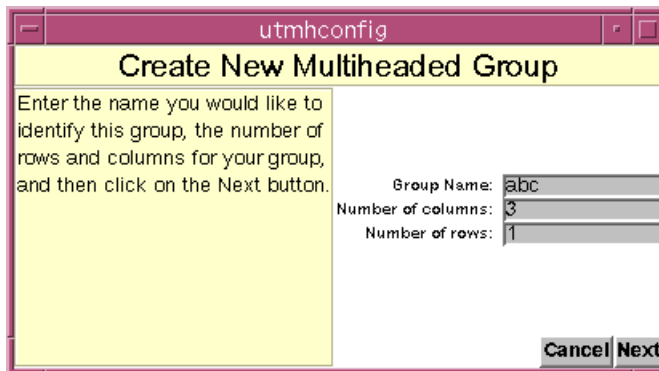 utmhconfig
Create New Multiheaded Group
Enter the name you would like to
identify this group, the number of
rows and columns for your group,
and then click on the Next button.
Group Name: abc
Number of columns: 3
Number of rows: 1
Cancel Next